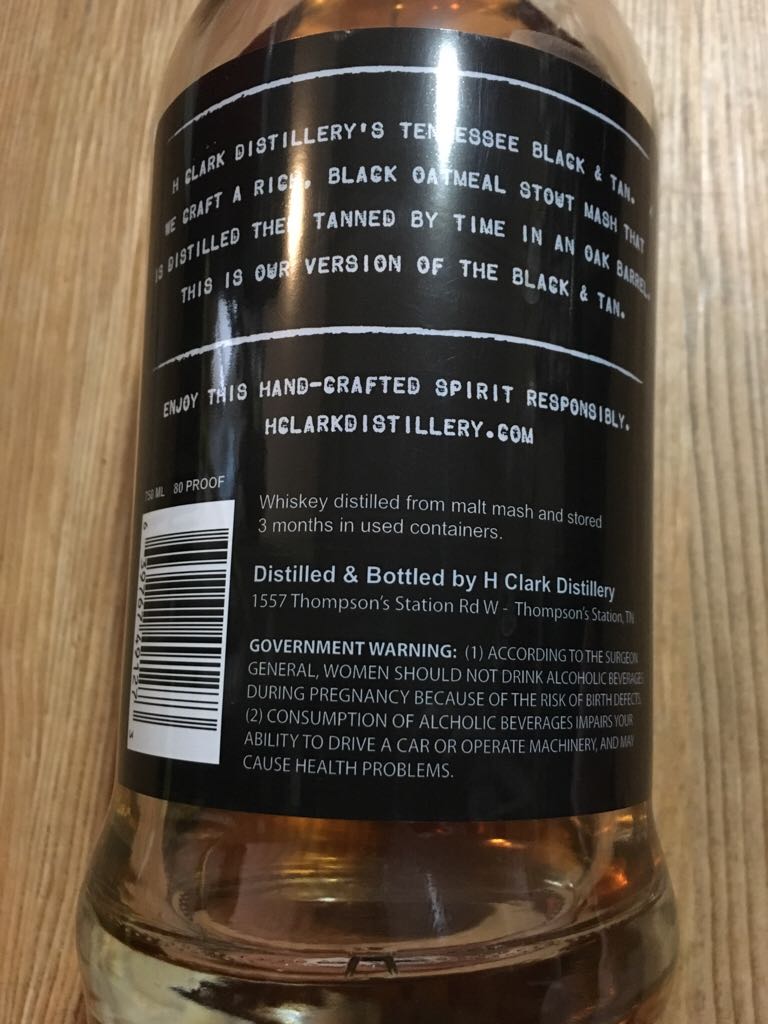 H CLARK DISTILLERY'S TENNESSEE BLACK & TAN.
WE CRAFT A RICH, BLACK OATMEAL STOUT MASH THAT
IS DISTILLED THEN TANNED BY TIME IN AN OAK BARREL.
THIS IS OUR VERSION OF THE BLACK & TAN.
ENJOY THIS HAND-CRAFTED SPIRIT RESPONSIBLY.
HCLARKDISTILLERY.COM
750 ML 80 PROOF
Whiskey distilled from malt mash and stored
3 months in used containers.
Distilled & Bottled by H Clark Distillery
1557 Thompson's Station Rd W - Thompson's Station, TN
GOVERNMENT WARNING: (1) ACCORDING TO THE SURGEON
GENERAL, WOMEN SHOULD NOT DRINK ALCOHOLIC BEVERAGES
DURING PREGNANCY BECAUSE OF THE RISK OF BIRTH DEFECTS.
(2) CONSUMPTION OF ALCHOLIC BEVERAGES IMPAIRS YOUR
ABILITY TO DRIVE A CAR OR OPERATE MACHINERY, AND MAY
CAUSE HEALTH PROBLEMS.